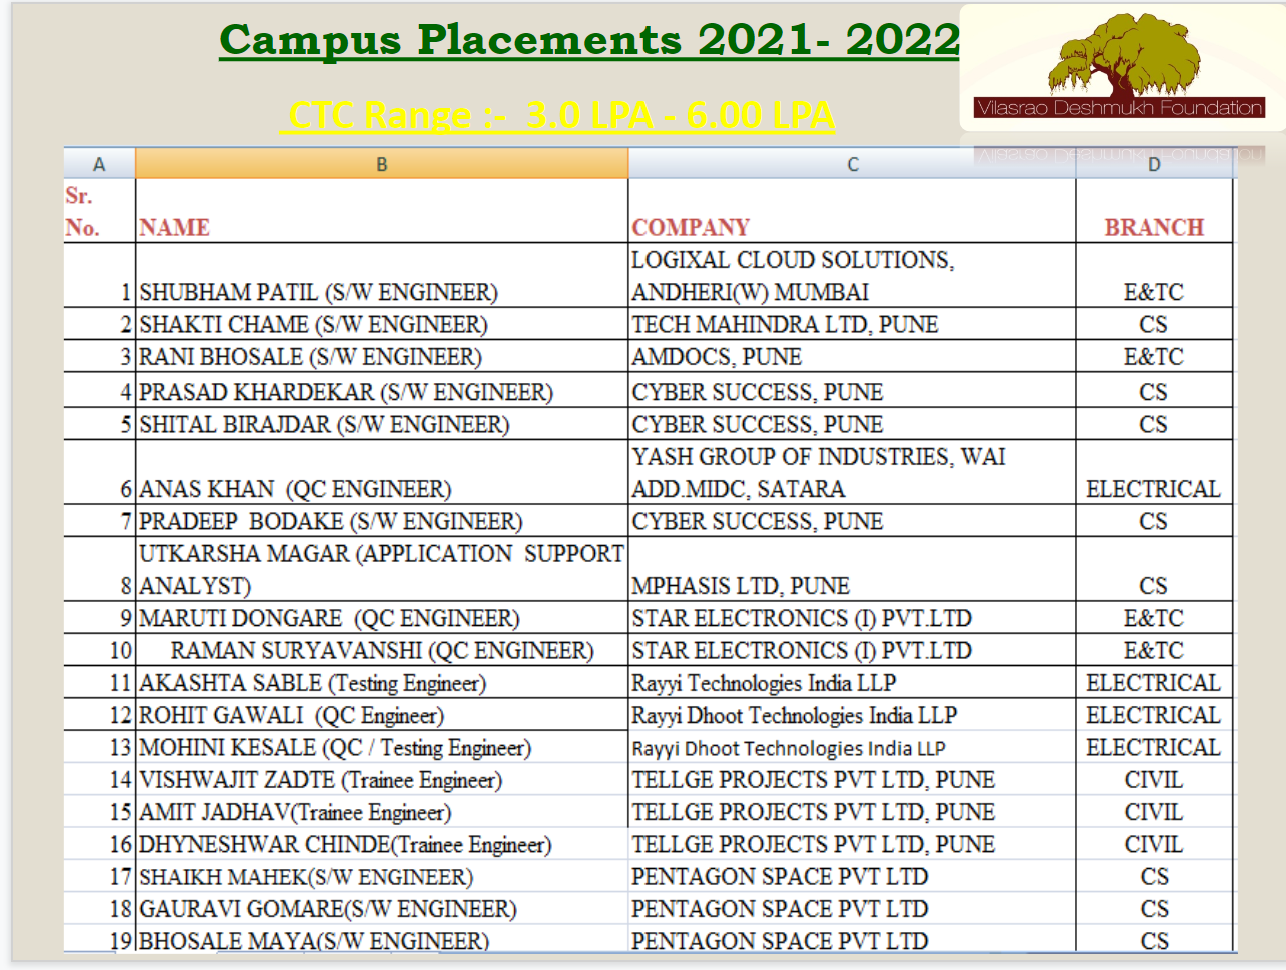 Campus Placements 2021- 2022
CTC Range :-  3.0 LPA - 6.00 LPA
Vilasrao Deshmukh Foundation
A B C D
Sr.
No. NAME COMPANY BRANCH
LOGIXAL CLOUD SOLUTIONS,
1 SHUBHAM PATIL (S/W ENGINEER) ANDHERI(W) MUMBAI E&TC
2 SHAKTI CHAME (S/W ENGINEER) TECH MAHINDRA LTD, PUNE CS
3 RANI BHOSALE (S/W ENGINEER) AMDOCS, PUNE E&TC
4 PRASAD KHARDEKAR (S/W ENGINEER) CYBER SUCCESS, PUNE CS
5 SHITAL BIRAJDAR (S/W ENGINEER) CYBER SUCCESS, PUNE CS
YASH GROUP OF INDUSTRIES, WAI
6 ANAS KHAN  (QC ENGINEER) ADD.MIDC, SATARA ELECTRICAL
7 PRADEEP  BODAKE (S/W ENGINEER) CYBER SUCCESS, PUNE CS
UTKARSHA MAGAR (APPLICATION  SUPPORT
8 ANALYST) MPHASIS LTD, PUNE CS
9 MARUTI DONGARE  (QC ENGINEER) STAR ELECTRONICS (I) PVT.LTD E&TC
10 RAMAN SURYAVANSHI (QC ENGINEER) STAR ELECTRONICS (I) PVT.LTD E&TC
11 AKASHTA SABLE (Testing Engineer) Rayyi Technologies India LLP ELECTRICAL
12 ROHIT GAWALI  (QC Engineer) Rayyi Dhoot Technologies India LLP ELECTRICAL
13 MOHINI KESALE (QC / Testing Engineer) Rayyi Dhoot Technologies India LLP ELECTRICAL
14 VISHWAJIT ZADTE (Trainee Engineer) TELLGE PROJECTS PVT LTD, PUNE CIVIL
15 AMIT JADHAV(Trainee Engineer) TELLGE PROJECTS PVT LTD, PUNE CIVIL
16 DHYNESHWAR CHINDE(Trainee Engineer) TELLGE PROJECTS PVT LTD, PUNE CIVIL
17 SHAIKH MAHEK(S/W ENGINEER) PENTAGON SPACE PVT LTD CS
18 GAURAVI GOMARE(S/W ENGINEER) PENTAGON SPACE PVT LTD CS
19 BHOSALE MAYA(S/W ENGINEER) PENTAGON SPACE PVT LTD CS